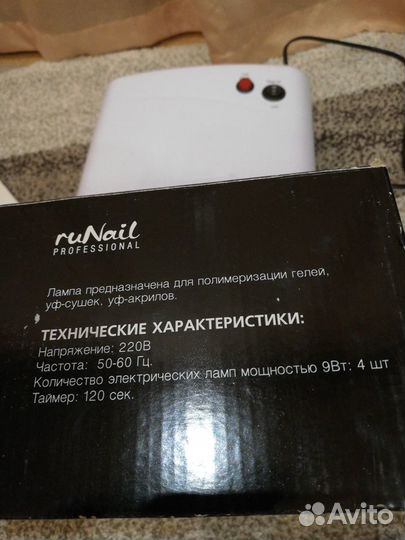 ruNail
PROFESSIONAL
Лампа предназначена для полимеризации гелей,
уф-сушек, уф-акрилов.
ТЕХНИЧЕСКИЕ ХАРАКТЕРИСТИКИ:
Напряжение: 220В
Частота: 50-60 Гц.
Количество электрических ламп мощностью 9Вт: 4 шт
Таймер: 120 сек.
Avito